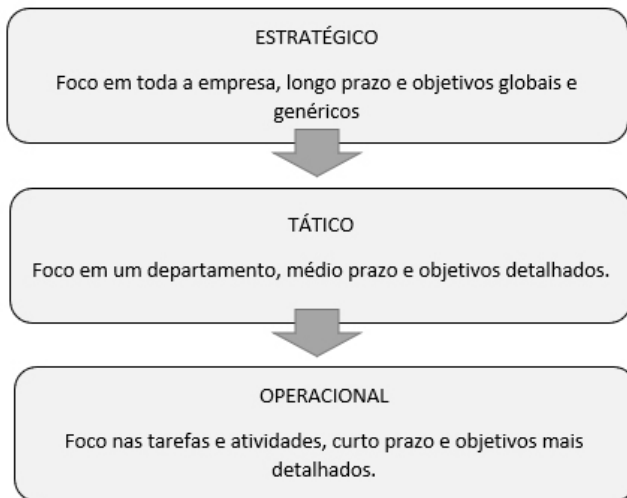 ESTRATÉGICO
Foco em toda a empresa, longo prazo e objetivos globais e
genéricos
TÁTICO
Foco em um departamento, médio prazo e objetivos detalhados.
OPERACIONAL
Foco nas tarefas e atividades, curto prazo e objetivos mais
detalhados.